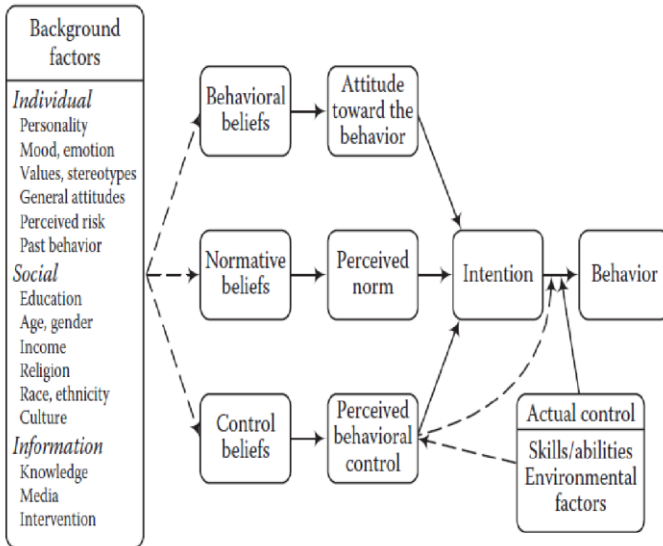 Background
factors
Individual
Personality
Mood, emotion
Values, stereotypes
General attitudes
Perceived risk
Past behavior
Social
Education
Age, gender
Income
Religion
Race, ethnicity
Culture
Information
Knowledge
Media
Intervention
Behavioral
beliefs
Attitude
toward the
behavior
Normative
beliefs
Perceived
norm
Intention
Behavior
Control
beliefs
Perceived
behavioral
control
Actual control
Skills/abilities
Environmental
factors